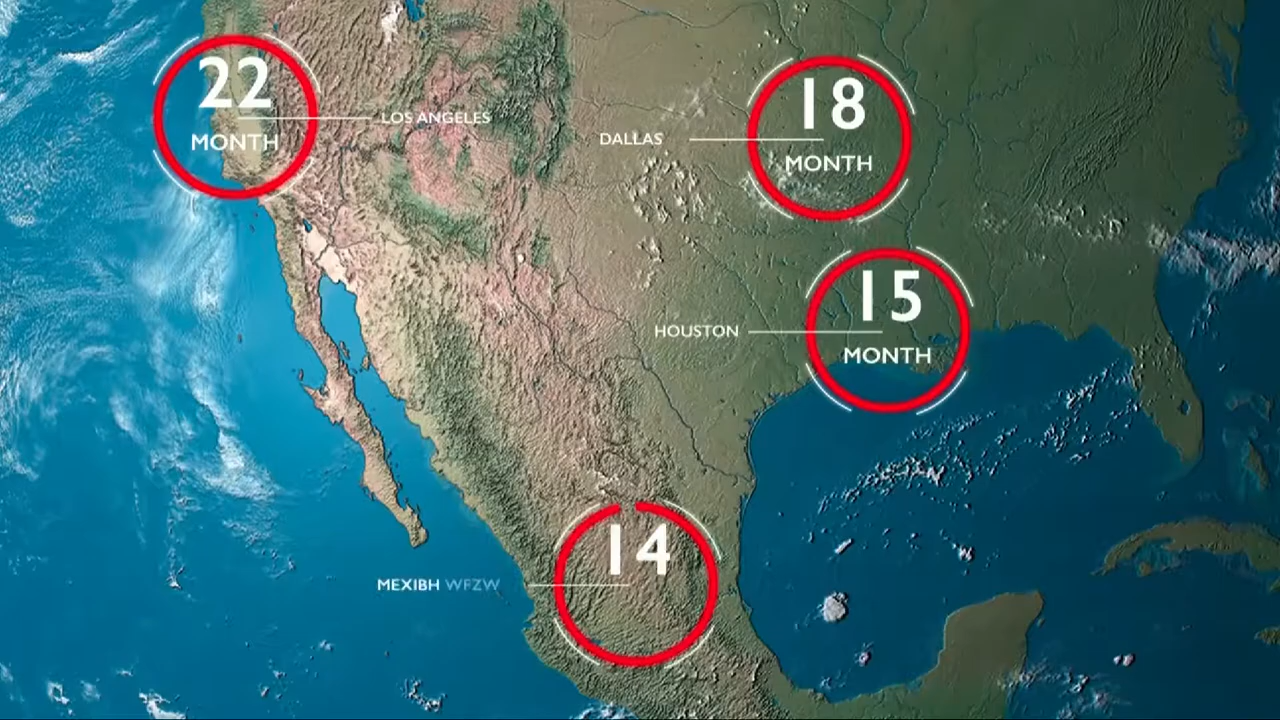 22
MONTH
LOS ANGELES
DALLAS
18
MONTH
HOUSTON
15
MONTH
14
MEXIBH WFZW